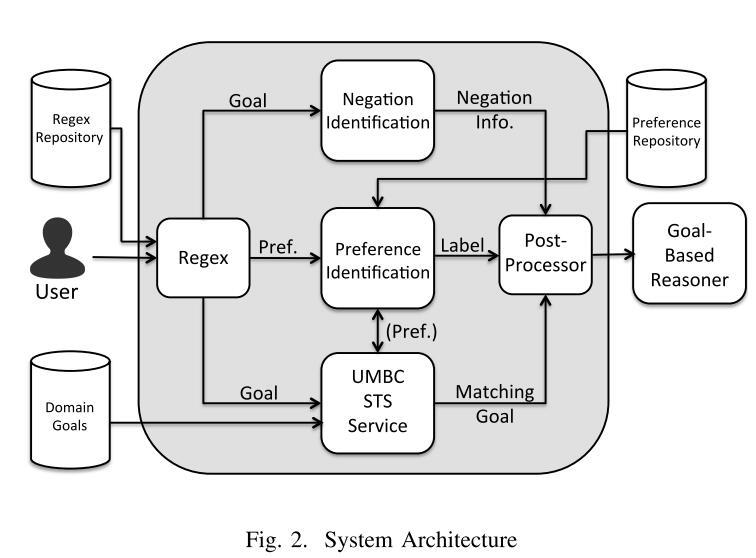 Regex
Repository
Goal
Negation
Identification
Negation
Info.
Preference
Repository
User
Regex
Pref.
Preference
Identification
Label
Post-
Processor
Goal-
Based
Reasoner
(Pref.)
Domain
Goals
Goal
UMBC
STS
Service
Matching
Goal
Fig. 2. System Architecture